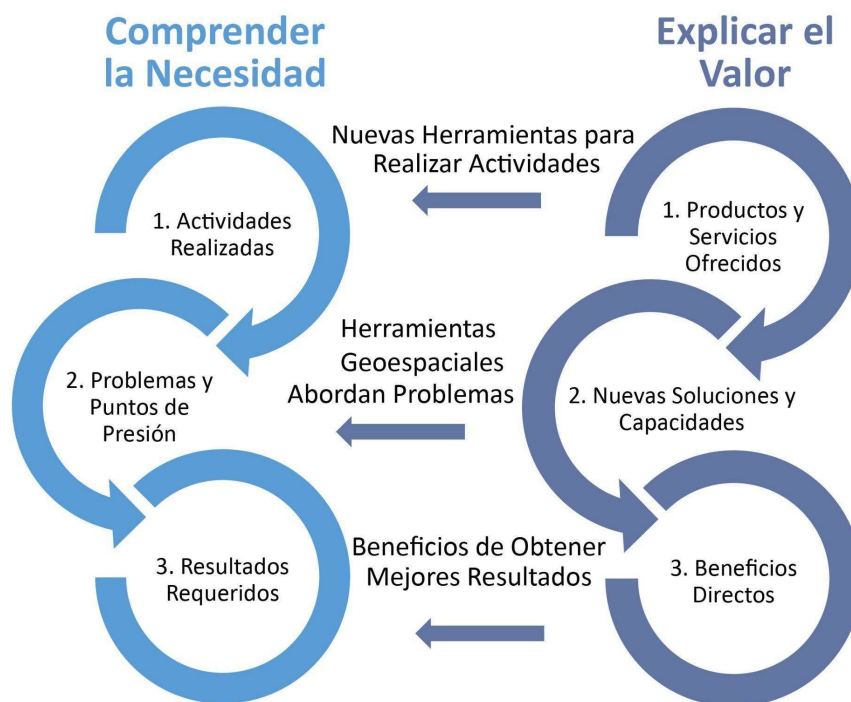 Comprender
la Necesidad
Explicar el
Valor
Nuevas Herramientas para
Realizar Actividades
1. Actividades
Realizadas
1. Productos y
Servicios
Ofrecidos
Herramientas
Geoespaciales
Abordan Problemas
2. Problemas y
Puntos de
Presión
2. Nuevas Soluciones y
Capacidades
Beneficios de Obtener
Mejores Resultados
3. Resultados
Requeridos
3. Beneficios
Directos